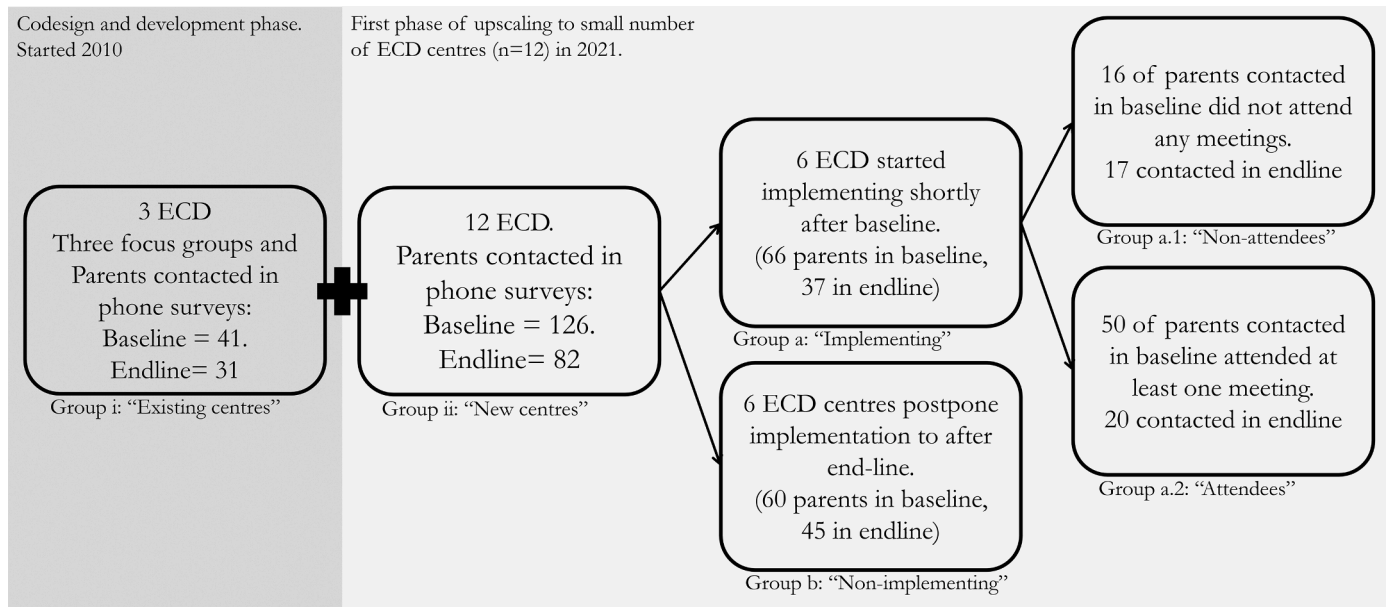 Codesign and development phase.
Started 2010
First phase of upscaling to small number
of ECD centres (n=12) in 2021.
3 ECD
Three focus groups and
Parents contacted in
phone surveys:
Baseline = 41.
Endline= 31
Group i: “Existing centres”
12 ECD.
Parents contacted in
phone surveys:
Baseline = 126.
Endline= 82
Group ii: “New centres”
6 ECD started
implementing shortly
after baseline.
(66 parents in baseline,
37 in endline)
Group a: “Implementing”
6 ECD centres postpone
implementation to after
end-line.
(60 parents in baseline,
45 in endline)
Group b: “Non-implementing”
16 of parents contacted
in baseline did not attend
any meetings.
17 contacted in endline
Group a.1: “Non-attendees”
50 of parents contacted
in baseline attended at
least one meeting.
20 contacted in endline
Group a.2: “Attendees”